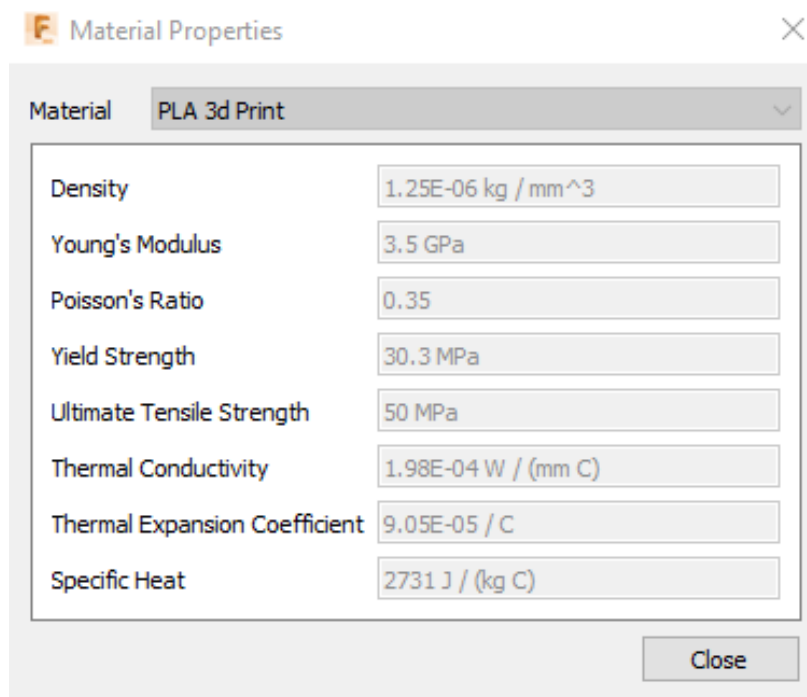 Material Properties
Material PLA 3d Print
Density 1.25E-06 kg / mm^3
Young's Modulus 3.5 GPa
Poisson's Ratio 0.35
Yield Strength 30.3 MPa
Ultimate Tensile Strength 50 MPa
Thermal Conductivity 1.98E-04 W / (mm C)
Thermal Expansion Coefficient 9.05E-05 / C
Specific Heat 2731 J / (kg C)
Close